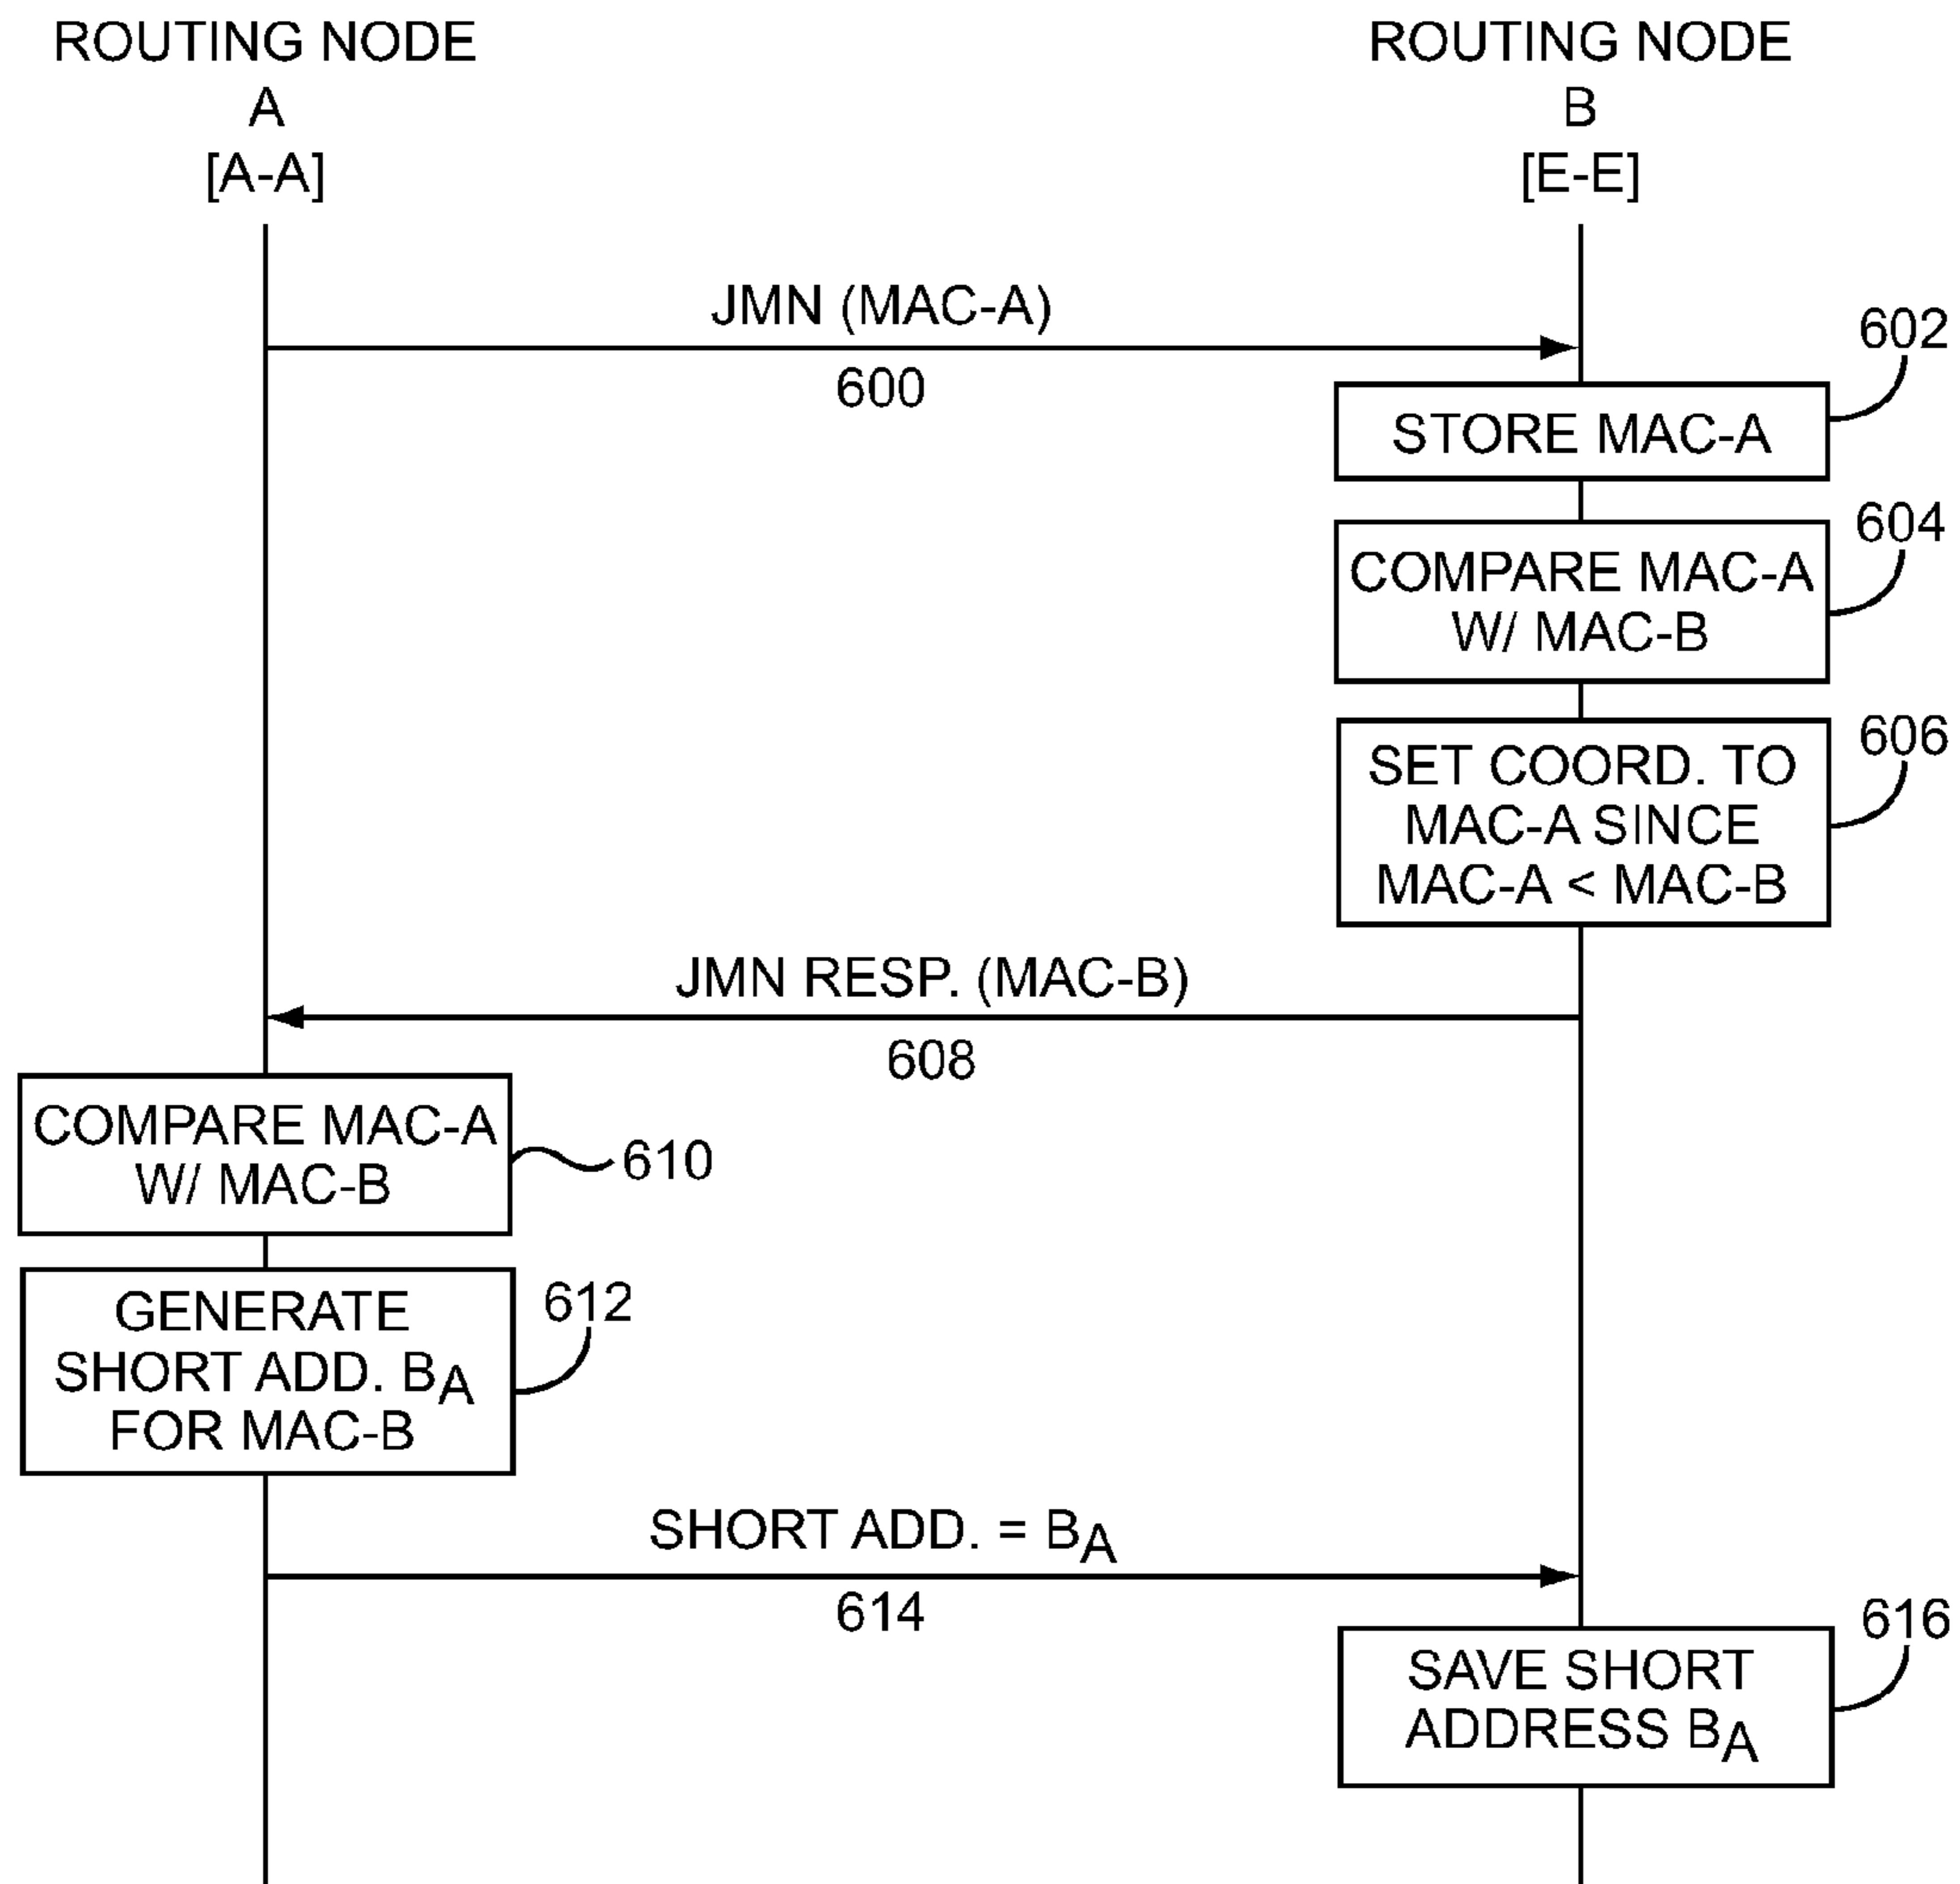 ROUTING NODE
A
[A-A]
ROUTING NODE
B
[E-E]
JMN (MAC-A)
600
602
STORE MAC-A
604
COMPARE MAC-A
W/ MAC-B
606
SET COORD. TO
MAC-A SINCE
MAC-A < MAC-B
JMN RESP. (MAC-B)
608
COMPARE MAC-A
W/ MAC-B
610
612
GENERATE
SHORT ADD. BA
FOR MAC-B
SHORT ADD. = BA
614
616
SAVE SHORT
ADDRESS BA